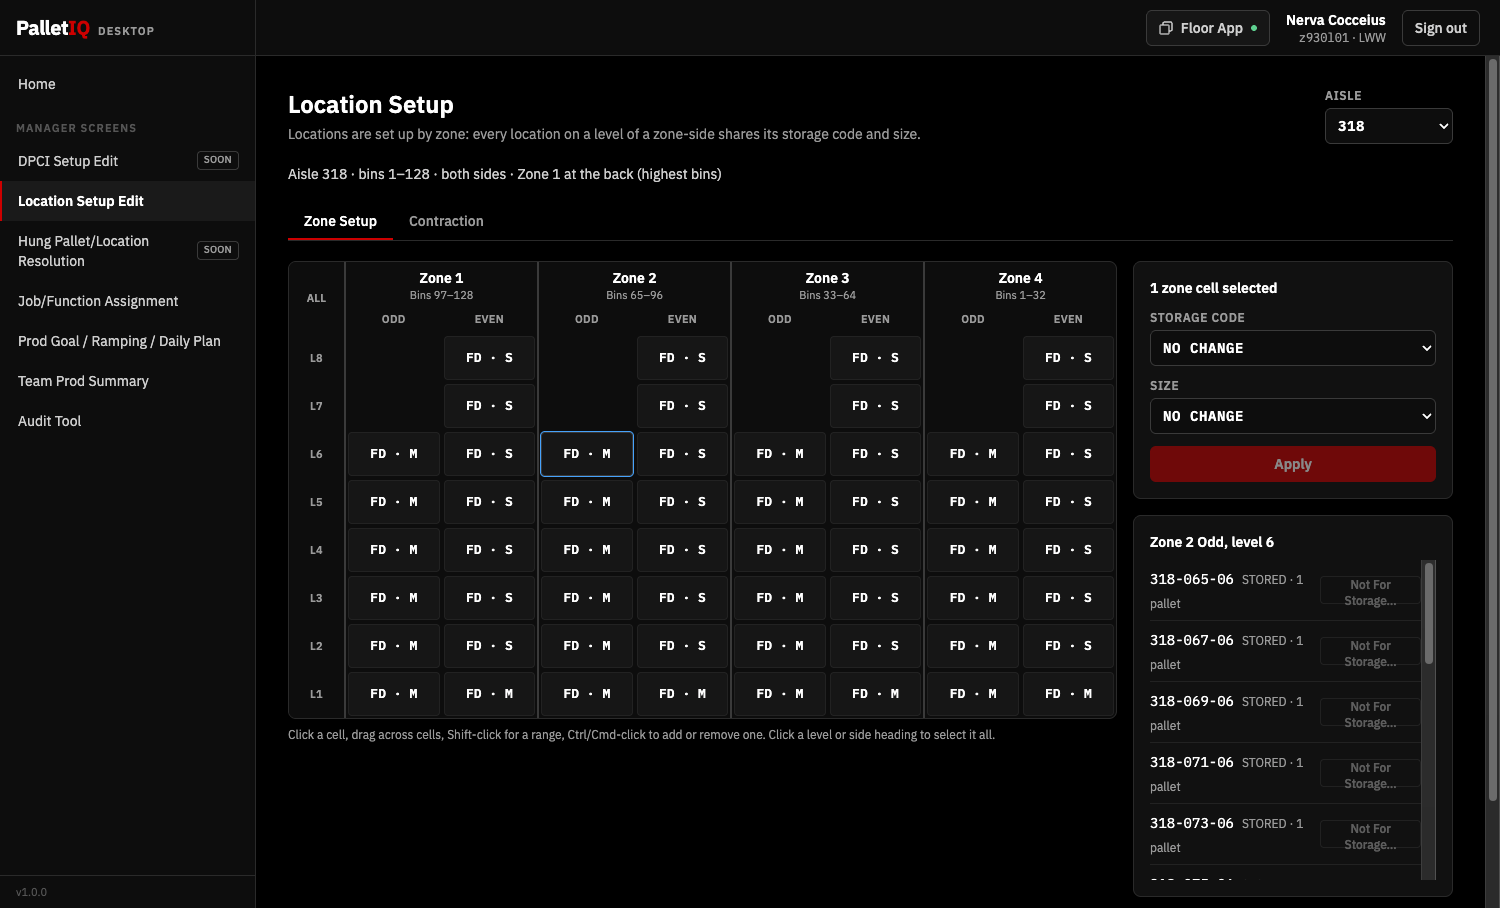 PalletIQ DESKTOP
Floor App
Nerva Cocceius
z930l01 · LWW
Sign out
Home
MANAGER SCREENS
DPCI Setup Edit SOON
Location Setup Edit
Hung Pallet/Location
Resolution
SOON
Job/Function Assignment
Prod Goal / Ramping / Daily Plan
Team Prod Summary
Audit Tool
v1.0.0
Location Setup
Locations are set up by zone: every location on a level of a zone-side shares its storage code and size.
AISLE
318
Aisle 318 · bins 1–128 · both sides · Zone 1 at the back (highest bins)
Zone Setup Contraction
Zone 1 Zone 2 Zone 3 Zone 4
ALL Bins 97–128 Bins 65–96 Bins 33–64 Bins 1–32
ODD EVEN ODD EVEN ODD EVEN ODD EVEN
L8 FD · S FD · S FD · S FD · S
L7 FD · S FD · S FD · S FD · S
L6 FD · M FD · S FD · M FD · S FD · M FD · S FD · M FD · S
L5 FD · M FD · S FD · M FD · S FD · M FD · S FD · M FD · S
L4 FD · M FD · S FD · M FD · S FD · M FD · S FD · M FD · S
L3 FD · M FD · S FD · M FD · S FD · M FD · S FD · M FD · S
L2 FD · M FD · S FD · M FD · S FD · M FD · S FD · M FD · S
L1 FD · M FD · M FD · M FD · M FD · M FD · M FD · M FD · M
Click a cell, drag across cells, Shift-click for a range, Ctrl/Cmd-click to add or remove one. Click a level or side heading to select it all.
1 zone cell selected
STORAGE CODE
NO CHANGE
SIZE
NO CHANGE
Apply
Zone 2 Odd, level 6
318-065-06 STORED · 1
pallet
Not For
Storage...
318-067-06 STORED · 1
pallet
Not For
Storage...
318-069-06 STORED · 1
pallet
Not For
Storage...
318-071-06 STORED · 1
pallet
Not For
Storage...
318-073-06 STORED · 1
pallet
Not For
Storage...